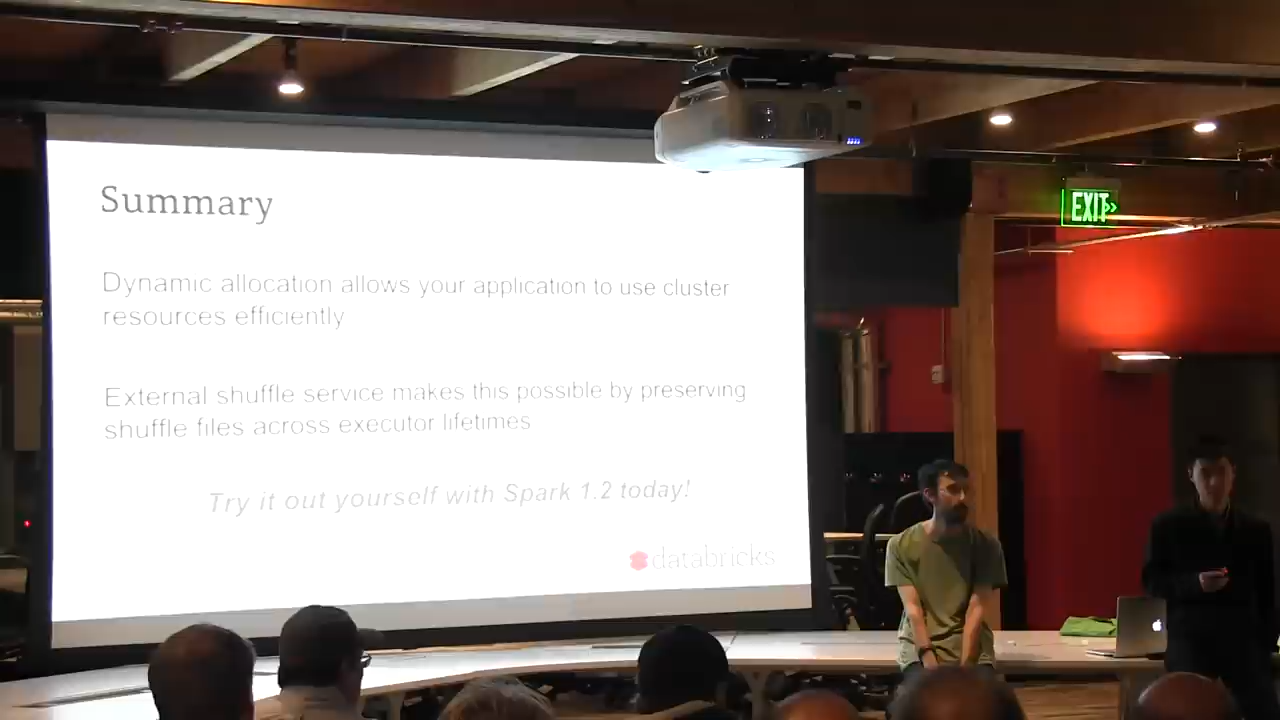 Summary
Dynamic allocation allows your application to use cluster
resources efficiently
External shuffle service makes this possible by preserving
shuffle files across executor lifetimes
Try it out yourself with Spark 1.2 today!
databricks
EXIT